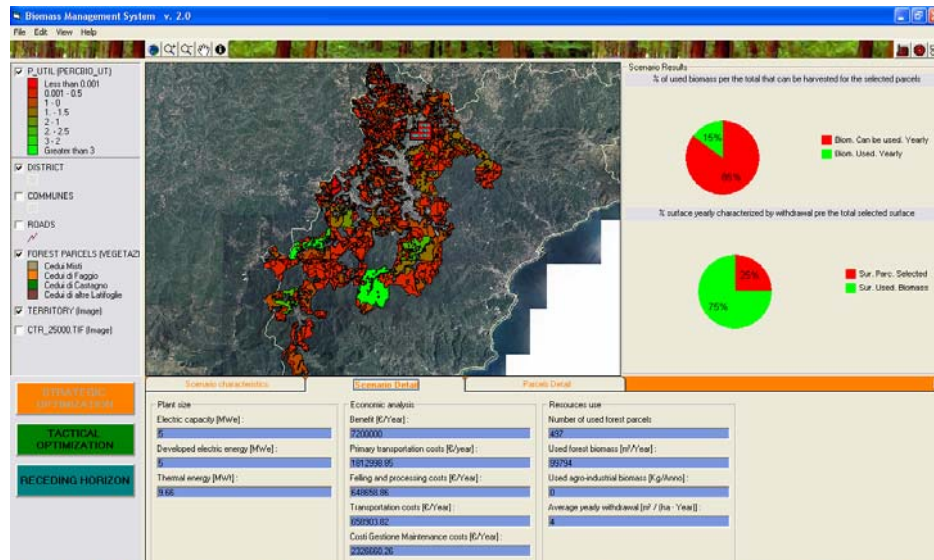 Biomass Management System v. 2.0
File Edit View Help
P_UTIL (PERCBIO_UT)
Less than 0.001
0.001 - 0.5
1 - 0
1. - 1.5
2 - 1
2. - 2.5
3 - 2
Greater than 3
DISTRICT
COMMUNES
ROADS
FOREST PARCELS (VEGETAZI
Cedui Misti
Cedui di Faggio
Cedui di Castagno
Cedui di altre Latifoglie
TERRITORY (Image)
CTR_25000.TIF (Image)
Scenario Results
% of used biomass per the total that can be harvested for the selected parcels
15%
85%
Biom. Can be used. Yearly
Biom. Used. Yearly
% surface yearly characterized by withdrawal pre the total selected surface
25%
75%
Sur. Parc. Selected
Sur. Used. Biomass
STRATEGIC
OPTIMIZATION
TACTICAL
OPTIMIZATION
RECEDING HORIZON
Scenario characteristics
Scenario Detail
Parcels Detail
Plant size
Electric capacity [MWe] :
5
Developed electric energy [MWe] :
5
Thermal energy [MWt] :
9.66
Economic analysis
Benefit [€/Year] :
7200000
Primary transportation costs [€/year] :
1812998.85
Felling and processing costs [€/Year] :
648658.86
Transportation costs [€/Year] :
658903.82
Costi Gestione Maintenance costs [€/Year] :
2326660.26
Resources use
Number of used forest parcels
497
Used forest biomass [m³/Year] :
99794
Used agro-industrial biomass [Kg/Anno] :
0
Average yearly withdrawal [m³ / (ha · Year)] :
4